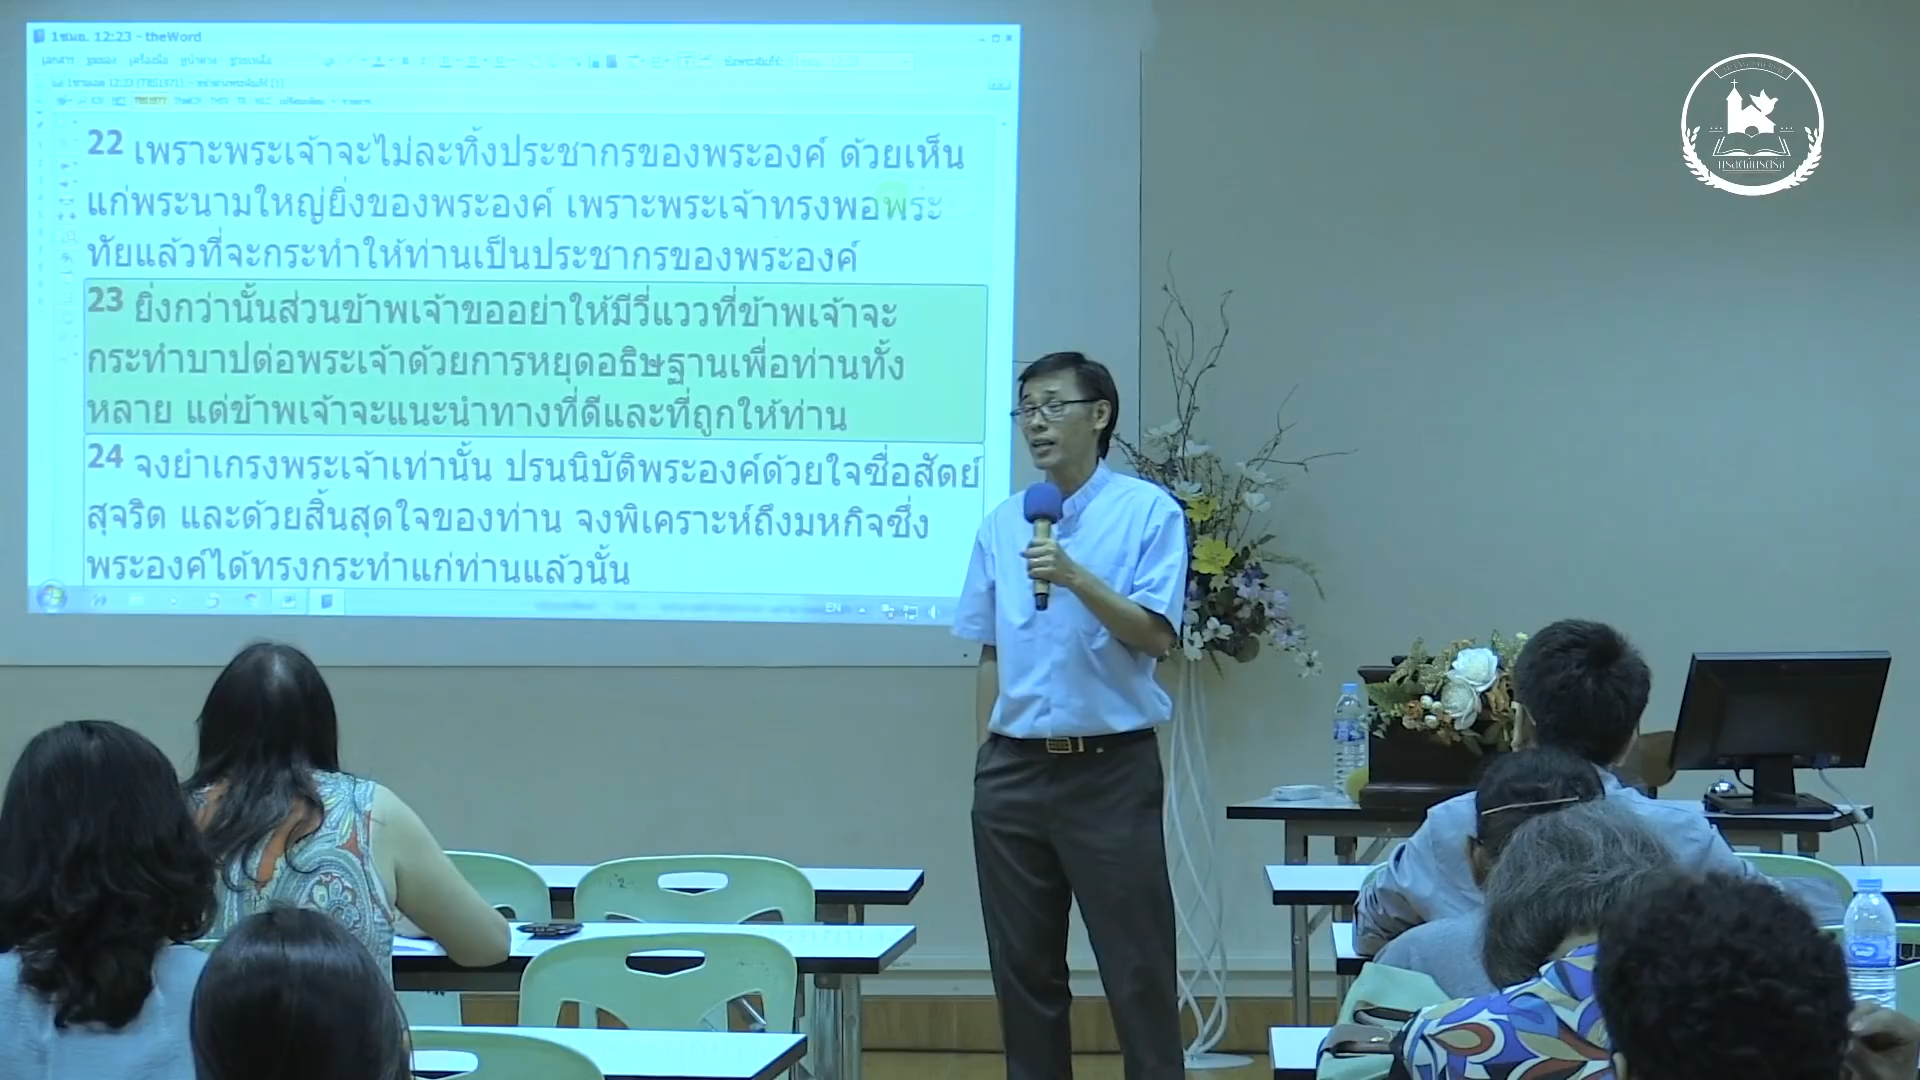 1ซมอ. 12:23 - theWord
22 เพราะพระเจ้าจะไม่ละทิ้งประชากรของพระองค์ ด้วยเห็น
แก่พระนามใหญ่ยิ่งของพระองค์ เพราะพระเจ้าทรงพอพระ
ทัยแล้วที่จะกระทำให้ท่านเป็นประชากรของพระองค์
23 ยิ่งกว่านั้นส่วนข้าพเจ้าขออย่าให้มีวี่แววที่ข้าพเจ้าจะ
กระทำบาปต่อพระเจ้าด้วยการหยุดอธิษฐานเพื่อท่านทั้ง
หลาย แต่ข้าพเจ้าจะแนะนำทางที่ดีและที่ถูกให้ท่าน
24 จงยำเกรงพระเจ้าเท่านั้น ปรนนิบัติพระองค์ด้วยใจซื่อสัตย์
สุจริต และด้วยสิ้นสุดใจของท่าน จงพิเคราะห์ถึงมหกิจซึ่ง
พระองค์ได้ทรงกระทำแก่ท่านแล้วนั้น
EN